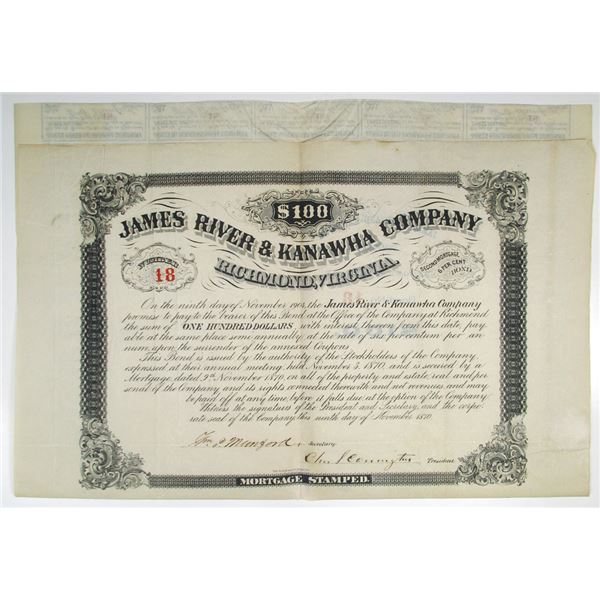 $100
JAMES RIVER & KANAWHA COMPANY
RICHMOND, VIRGINIA.
NUMBER
18
SECOND MORTGAGE
6 PER CENT
LOAN
On the ninth day of November 1904, the James River & Kanawha Company
promise to pay to the bearer of this Bond at the Office of the Company at Richmond
the sum of ONE HUNDRED DOLLARS, with interest thereon from this date, pay
able at the same place semi annually, at the rate of six per centum per an
num, upon the surrender of the annexed Coupons.
This Bond is issued by the authority of the Stockholders of the Company,
expressed at their annual meeting held November 5, 1870, and is secured by a
Mortgage dated 9th November 1870, on all of the property and estate, real and per
sonal of the Company and its rights connected therewith and net revenues and may
be paid off at any time before it falls due at the option of the Company.
Witness the signatures of the President and Secretary, and the corpo
rate seal of the Company, this ninth day of November 1870.
Wm P Munford Secretary.
Chas S Carrington President
MORTGAGE STAMPED.